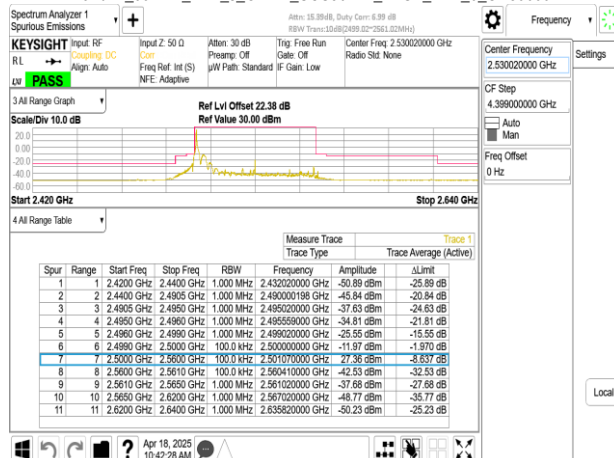 Spectrum Analyzer 1
Spurious Emissions
Attn: 15.39dB, Duty Corr: 6.99 dB
RBW Trans:10dB(2499.02~2561.02MHz)
Frequency
KEYSIGHT Input: RF Input Z: 50 Ω Atten: 30 dB Trig: Free Run Center Freq: 2.530020000 GHz
RL Coupling: DC Corr Preamp: Off Gate: Off Radio Std: None
Align: Auto Freq Ref: Int (S) µW Path: Standard IF Gain: Low
NFE: Adaptive
LXI PASS
Center Frequency
2.530020000 GHz
Settings
CF Step
4.399000000 GHz
Auto
Man
Freq Offset
0 Hz
3 All Range Graph
Ref Lvl Offset 22.38 dB
Scale/Div 10.0 dB Ref Value 30.00 dBm
20.0
0.00
-20.0
-40.0
-60.0
Start 2.420 GHz Stop 2.640 GHz
4 All Range Table
Measure Trace Trace 1
Trace Type Trace Average (Active)
Spur Range Start Freq Stop Freq RBW Frequency Amplitude ΔLimit
1 1 2.4200 GHz 2.4400 GHz 1.000 MHz 2.432020000 GHz -50.89 dBm -25.89 dB
2 2 2.4400 GHz 2.4905 GHz 1.000 MHz 2.490000198 GHz -45.84 dBm -20.84 dB
3 3 2.4905 GHz 2.4950 GHz 1.000 MHz 2.495020000 GHz -37.63 dBm -24.63 dB
4 4 2.4950 GHz 2.4960 GHz 1.000 MHz 2.495559000 GHz -34.81 dBm -21.81 dB
5 5 2.4960 GHz 2.4990 GHz 1.000 MHz 2.499020000 GHz -25.55 dBm -15.55 dB
6 6 2.4990 GHz 2.5000 GHz 100.0 kHz 2.500000000 GHz -11.97 dBm -1.970 dB
7 7 2.5000 GHz 2.5600 GHz 100.0 kHz 2.501070000 GHz 27.36 dBm -8.637 dB
8 8 2.5600 GHz 2.5610 GHz 100.0 kHz 2.560410000 GHz -42.53 dBm -32.53 dB
9 9 2.5610 GHz 2.5650 GHz 1.000 MHz 2.561020000 GHz -37.68 dBm -27.68 dB
10 10 2.5650 GHz 2.6200 GHz 1.000 MHz 2.567020000 GHz -48.77 dBm -35.77 dB
11 11 2.6200 GHz 2.6400 GHz 1.000 MHz 2.635820000 GHz -50.23 dBm -25.23 dB
Local
Apr 18, 2025
10:42:28 AM